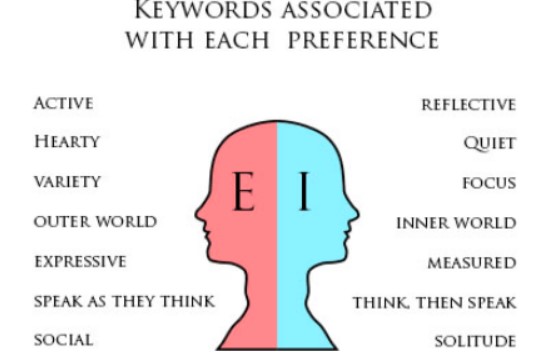 KEYWORDS ASSOCIATED
WITH EACH PREFERENCE
ACTIVE
REFLECTIVE
HEARTY
QUIET
VARIETY
FOCUS
E I
OUTER WORLD
INNER WORLD
EXPRESSIVE
MEASURED
SPEAK AS THEY THINK
THINK, THEN SPEAK
SOCIAL
SOLITUDE